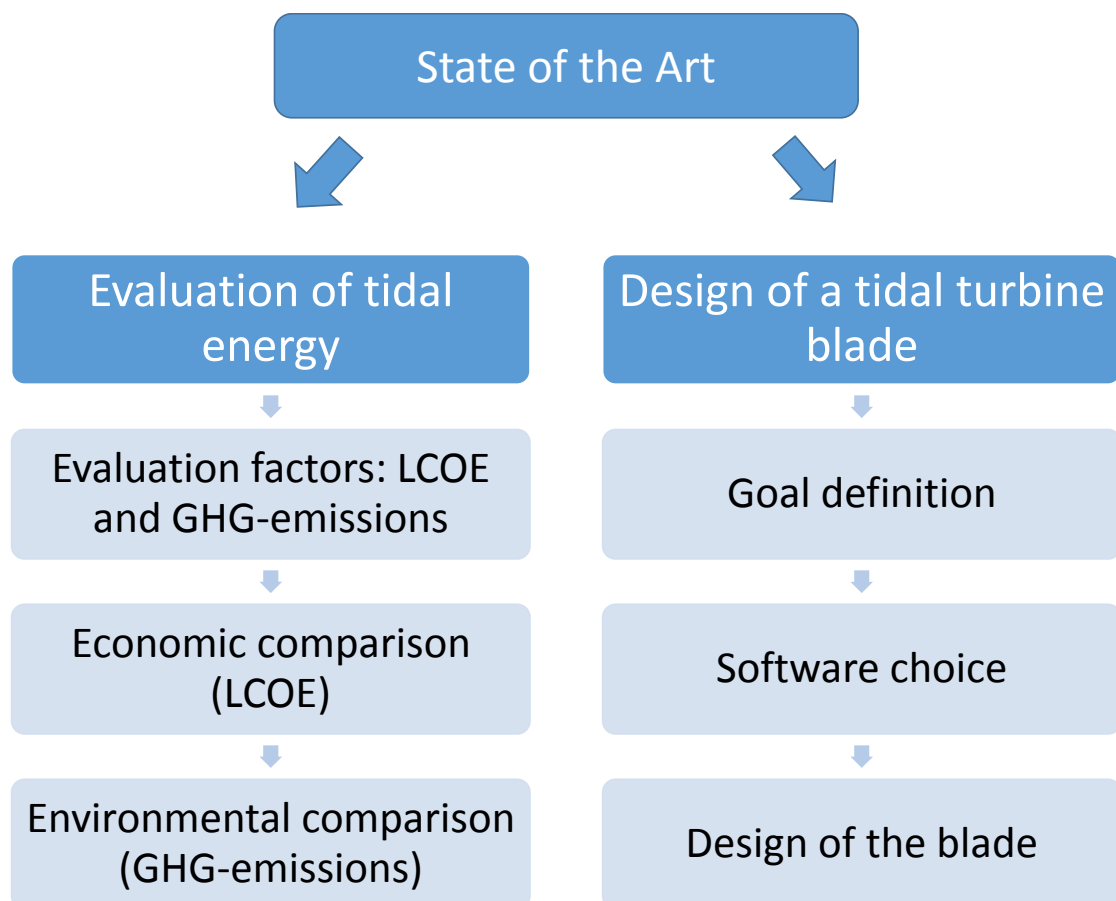 State of the Art
Evaluation of tidal
energy
Evaluation factors: LCOE
and GHG-emissions
Economic comparison
(LCOE)
Environmental comparison
(GHG-emissions)
Design of a tidal turbine
blade
Goal definition
Software choice
Design of the blade